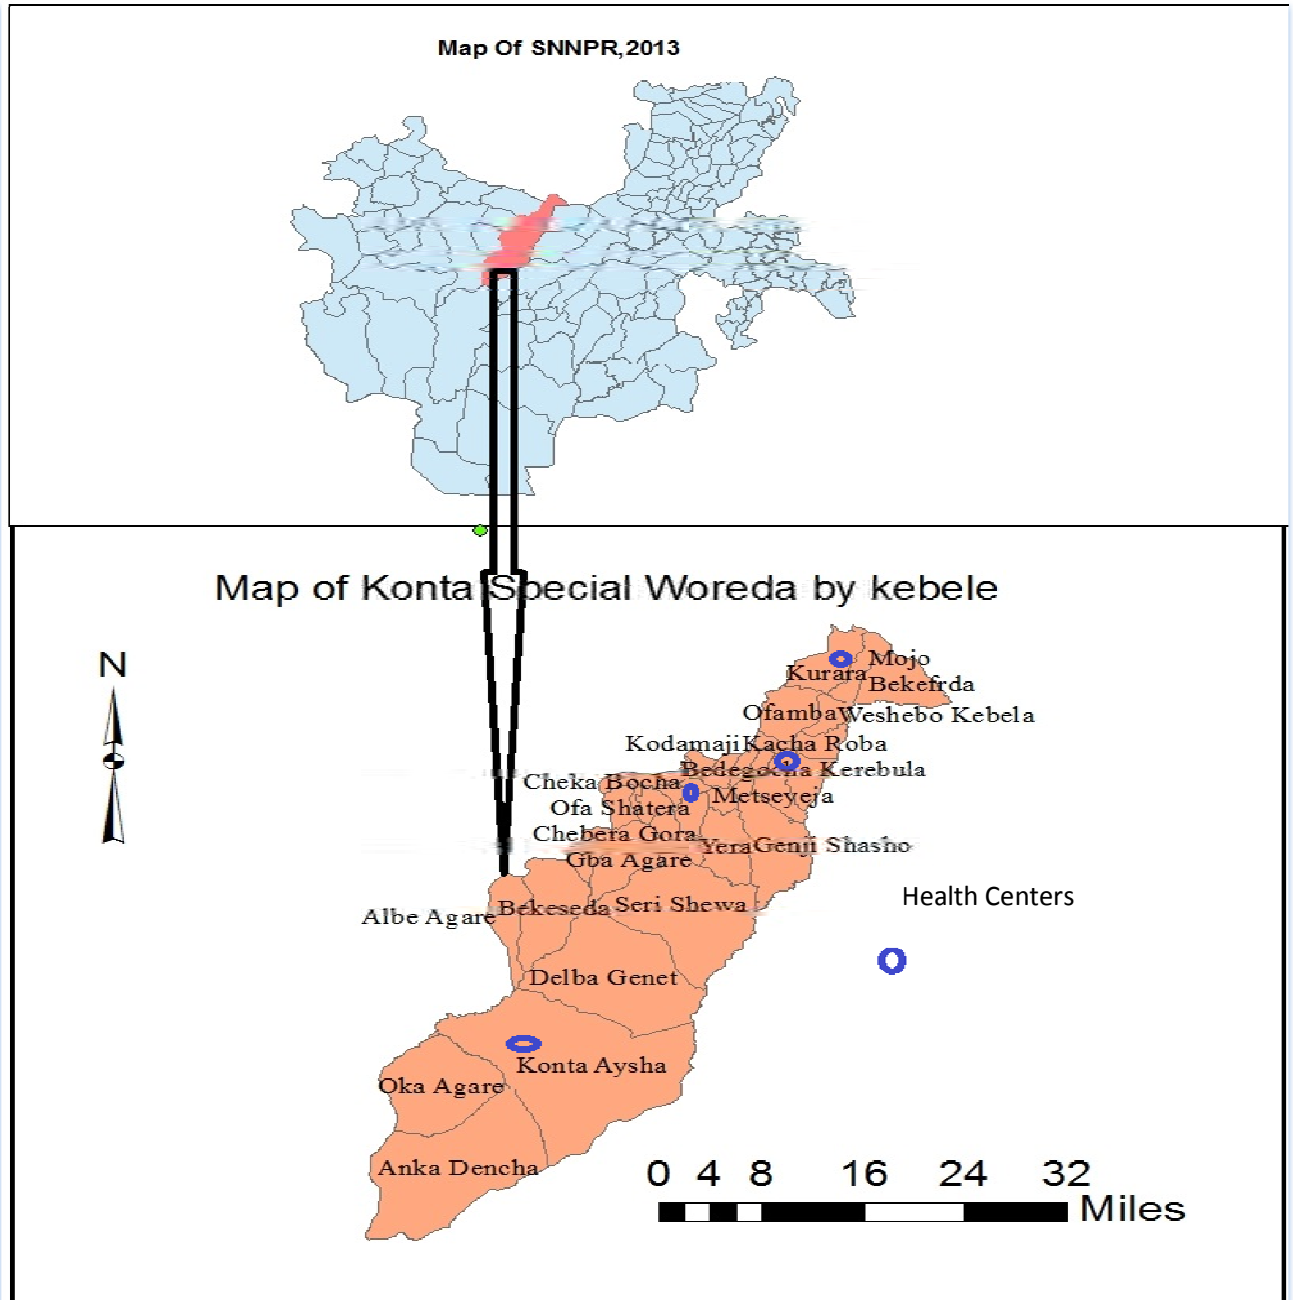 Map Of SNNPR,2013
Map of Konta Special Woreda by kebele
N
Mojo
Kurara
Bekefrda
Ofamba Weshebo Kebela
Kodamaji Kacha Roba
Bedegocha Kerebula
Cheka Bocha
Metseyeja
Ofa Shatera
Chebera Gora
Yera Genji Shasho
Gba Agare
Health Centers
Albe Agare Bekeseda Seri Shewa
Delba Genet
Konta Aysha
Oka Agare
Anka Dencha
0 4 8 16 24 32
Miles